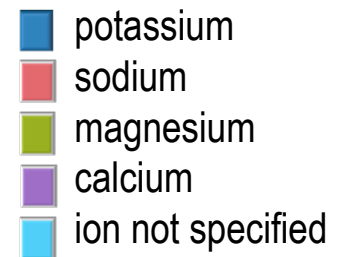 potassium
sodium
magnesium
calcium
ion not specified